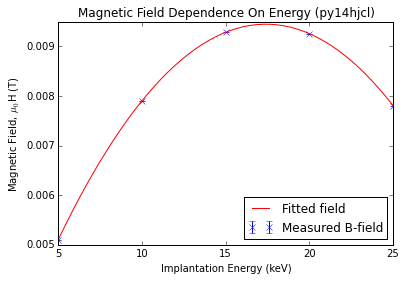 Magnetic Field Dependence On Energy (py14hjcl)
Magnetic Field, μ₀H (T)
0.009
0.008
0.007
0.006
0.005
5
10
15
20
25
Implantation Energy (keV)
Fitted field
Measured B-field